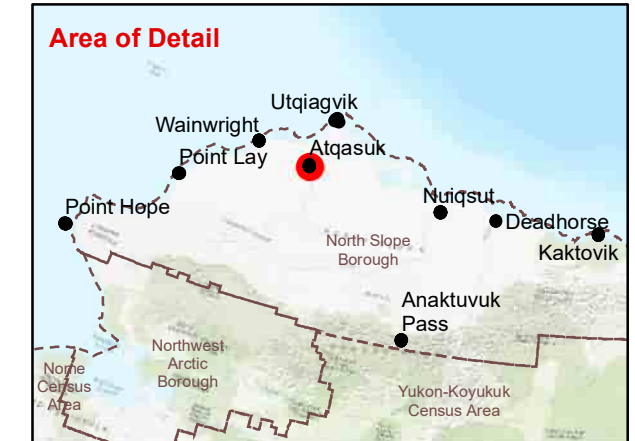 Area of Detail
Utqiagvik
Wainwright
Atqasuk
Point Lay
Point Hope
Nuiqsut
Deadhorse
Kaktovik
North Slope
Borough
Anaktuvuk
Pass
Northwest
Arctic
Borough
Nome
Census
Area
Yukon-Koyukuk
Census Area